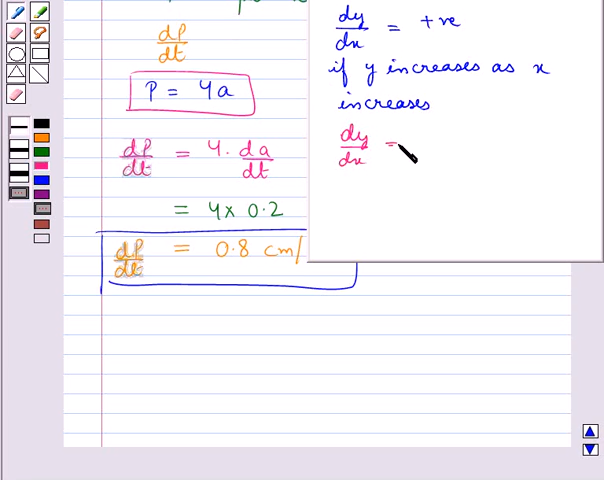 dP/dt
P = 4a
dP/dt = 4. da/dt
= 4 x 0.2
dP/dt = 0.8 cm/
dy/dx = +ve
if y increases as x
increases
dy/dx =